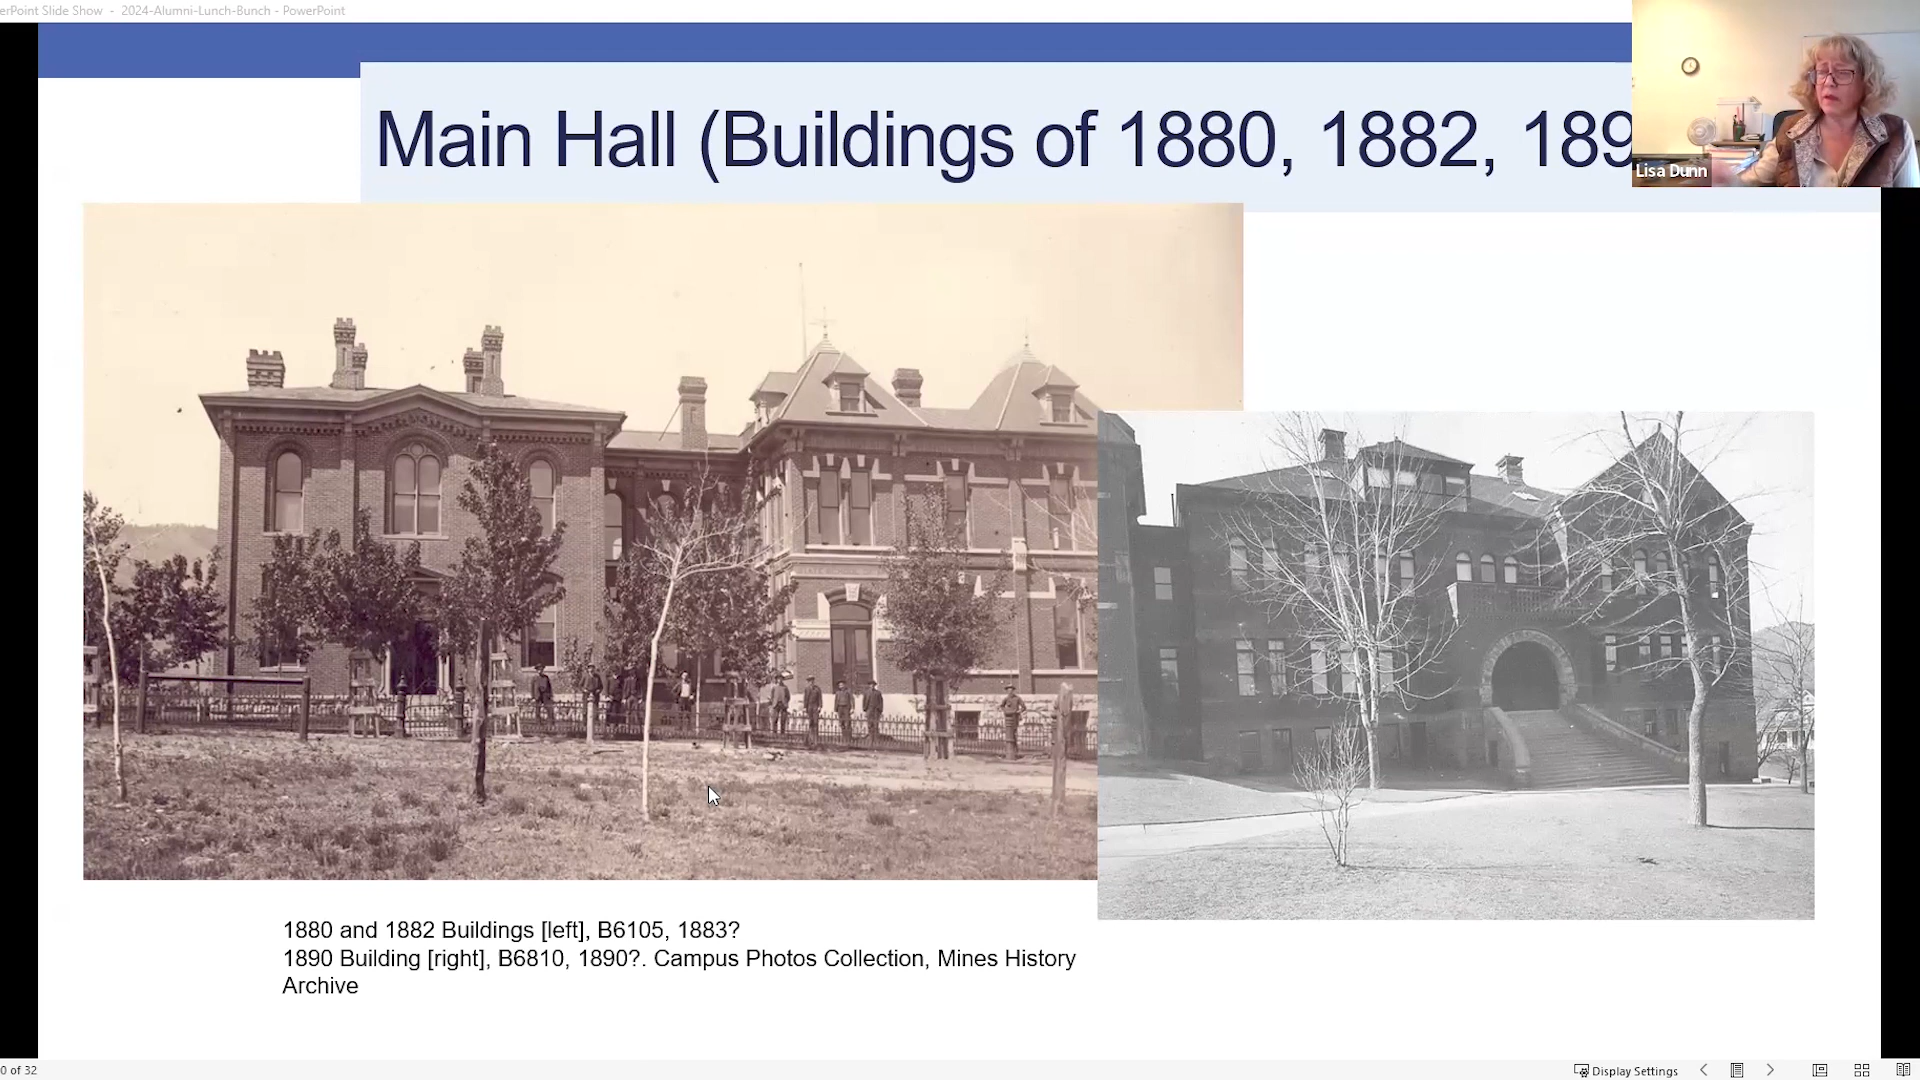 erPoint Slide Show - 2024-Alumni-Lunch-Bunch - PowerPoint
Main Hall (Buildings of 1880, 1882, 189
Lisa Dunn
1880 and 1882 Buildings [left], B6105, 1883?
1890 Building [right], B6810, 1890?. Campus Photos Collection, Mines History
Archive
0 of 32
Display Settings